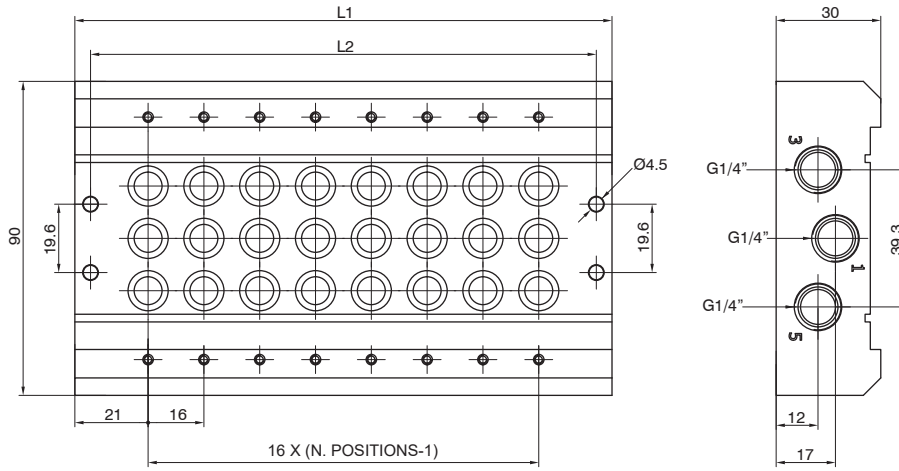 L1
30
L2
3
G1/4”
Ø4.5
90
19.6
19.6
G1/4”
39.3
1
G1/4”
5
21
16
12
16 X (N. POSITIONS-1)
17